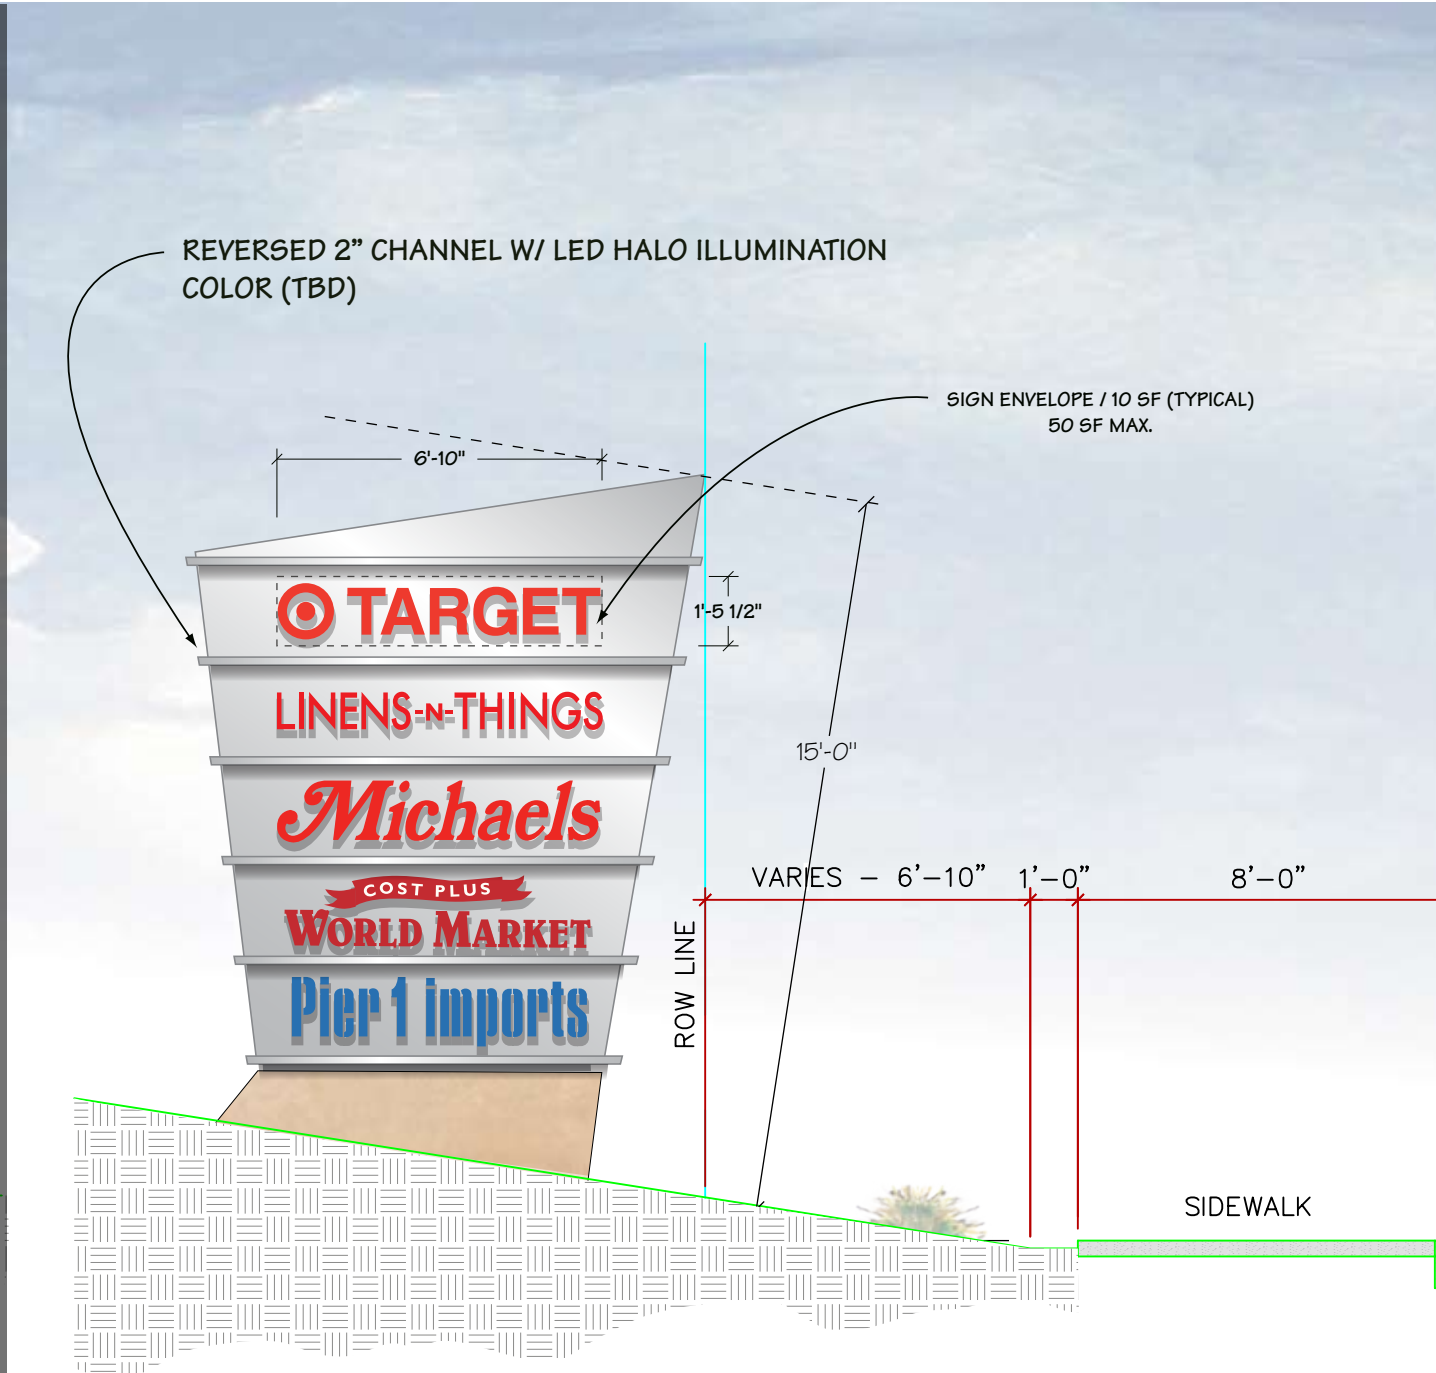 REVERSED 2” CHANNEL W/ LED HALO ILLUMINATION
COLOR (TBD)
SIGN ENVELOPE / 10 SF (TYPICAL)
50 SF MAX.
6'-10"
TARGET
1'-5 1/2"
LINENS-N-THINGS
15'-0"
Michaels
VARIES – 6’–10” 1’–0” 8’–0”
COST PLUS
WORLD MARKET
ROW LINE
Pier 1 imports
SIDEWALK